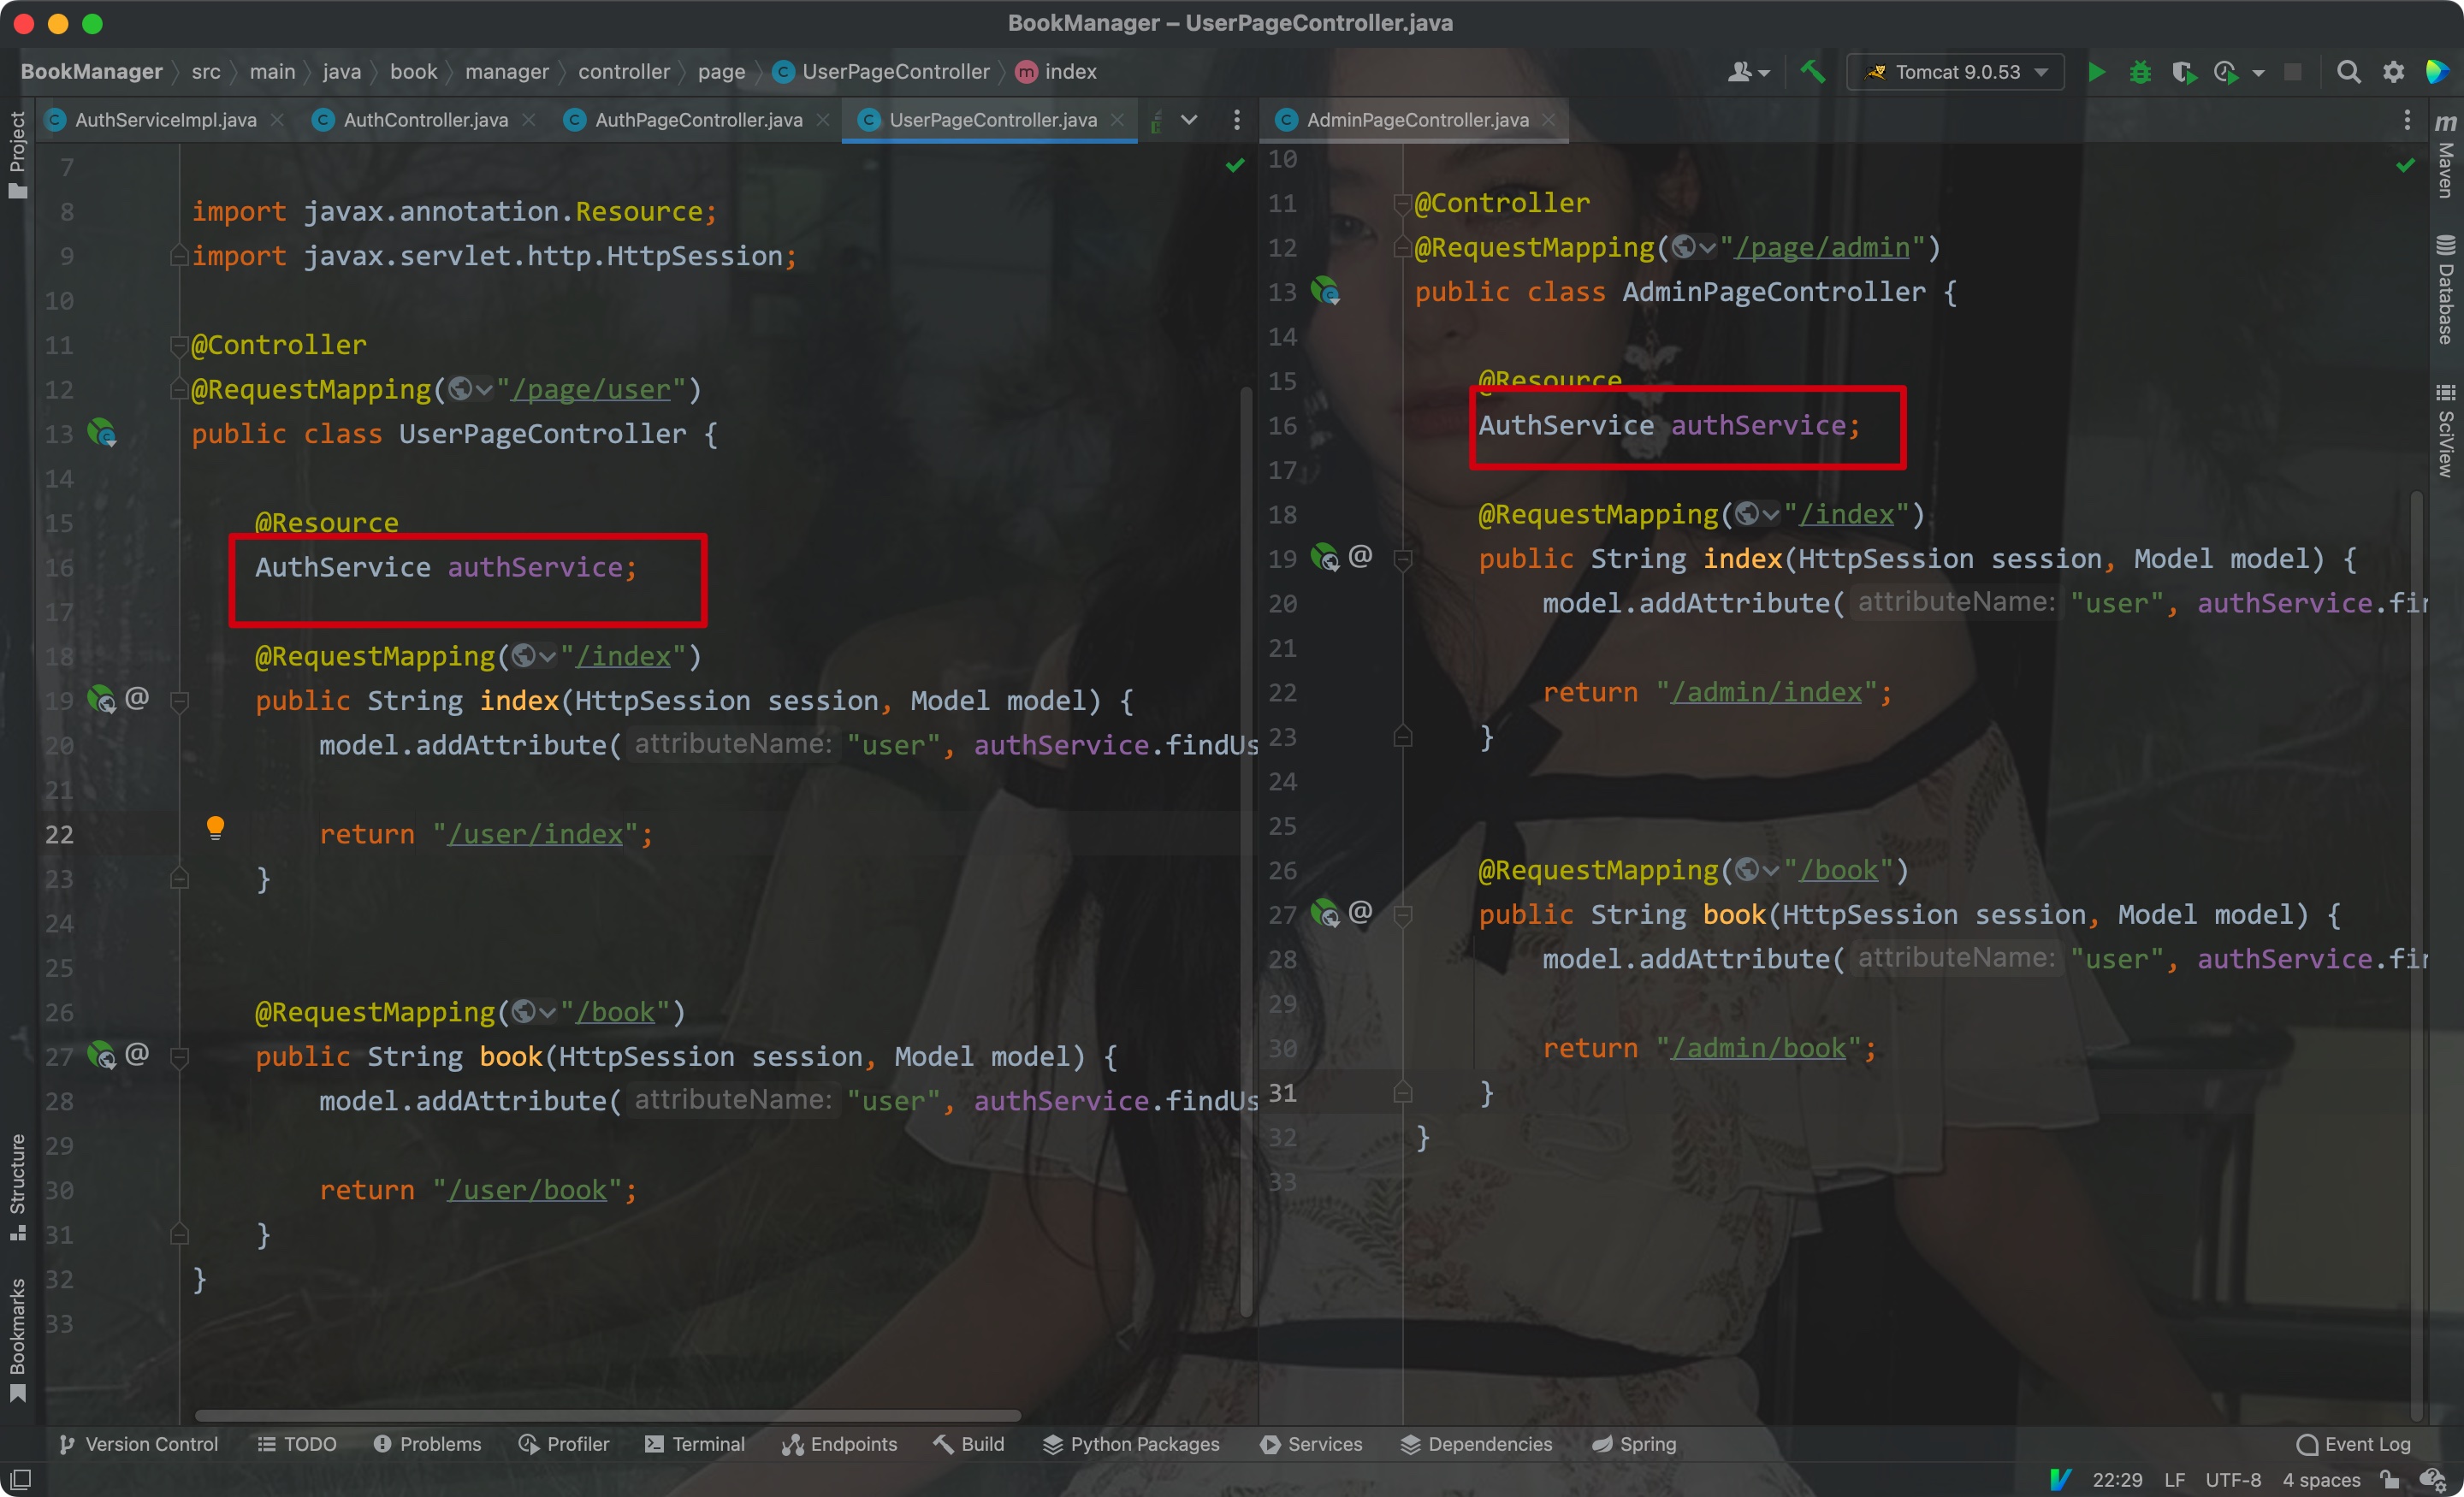 BookManager – UserPageController.java
BookManager src main java book manager controller page UserPageController index
Tomcat 9.0.53
AuthServiceImpl.java AuthController.java AuthPageController.java UserPageController.java
AdminPageController.java
Project
7
8 import javax.annotation.Resource;
9 import javax.servlet.http.HttpSession;
10
11 @Controller
12 @RequestMapping("/page/user")
13 public class UserPageController {
14
15 @Resource
16 AuthService authService;
17
18 @RequestMapping("/index")
19 @ public String index(HttpSession session, Model model) {
20 model.addAttribute( attributeName: "user", authService.findUs
21
22 return "/user/index";
23 }
24
25
26 @RequestMapping("/book")
27 @ public String book(HttpSession session, Model model) {
28 model.addAttribute( attributeName: "user", authService.findUs
29
30 return "/user/book";
31 }
32 }
33
10
11 @Controller
12 @RequestMapping("/page/admin")
13 public class AdminPageController {
14
15 @Resource
16 AuthService authService;
17
18 @RequestMapping("/index")
19 @ public String index(HttpSession session, Model model) {
20 model.addAttribute( attributeName: "user", authService.fin
21
22 return "/admin/index";
23 }
24
25
26 @RequestMapping("/book")
27 @ public String book(HttpSession session, Model model) {
28 model.addAttribute( attributeName: "user", authService.fin
29
30 return "/admin/book";
31 }
32 }
33
Maven
Database
SciView
Structure
Bookmarks
Version Control TODO Problems Profiler Terminal Endpoints Build Python Packages Services Dependencies Spring Event Log
22:29 LF UTF-8 4 spaces